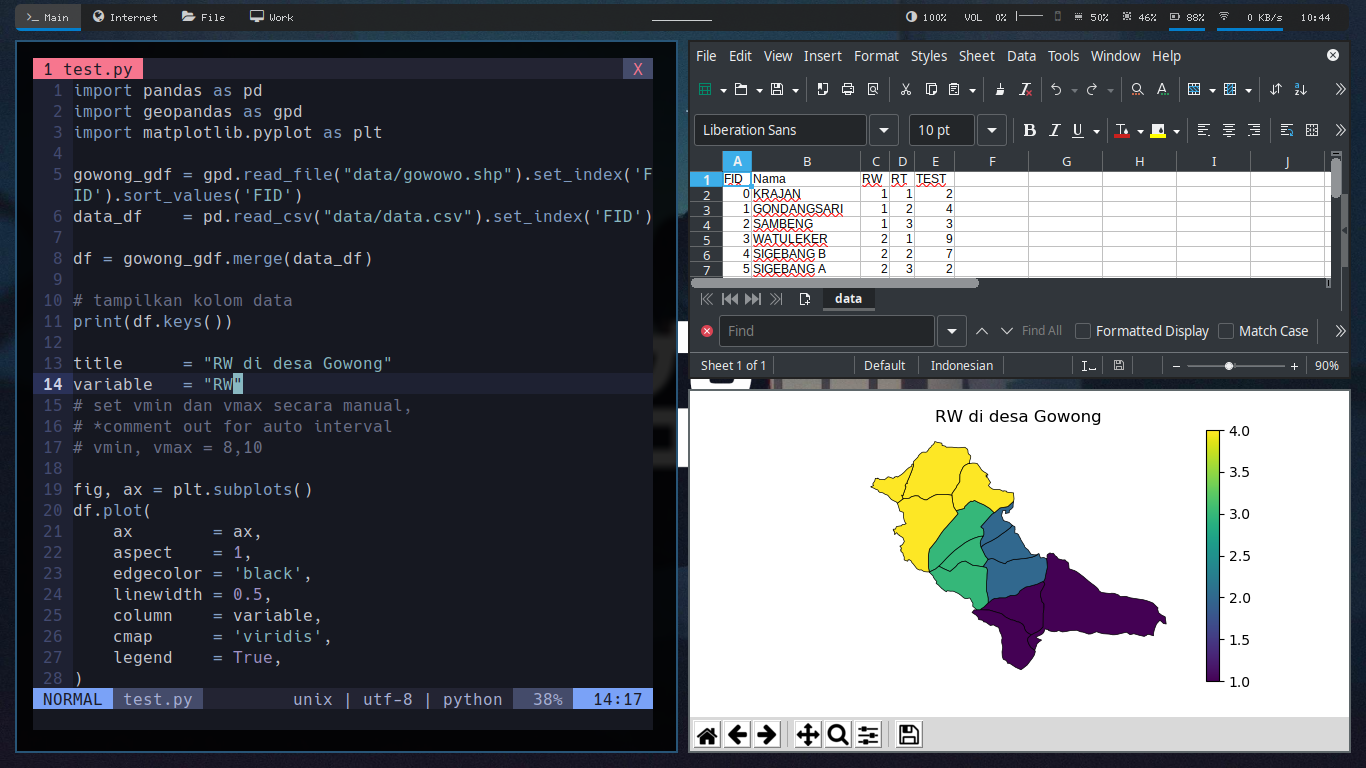 Main Internet File Work 100% VOL 0% 50% 46% 88% 0 KB/s 10:44
1 test.py X
1 import pandas as pd
2 import geopandas as gpd
3 import matplotlib.pyplot as plt
4
5 gowong_gdf = gpd.read_file("data/gowowo.shp").set_index('F
ID').sort_values('FID')
6 data_df    = pd.read_csv("data/data.csv").set_index('FID')
7
8 df = gowong_gdf.merge(data_df)
9
10 # tampilkan kolom data
11 print(df.keys())
12
13 title      = "RW di desa Gowong"
14 variable   = "RW"
15 # set vmin dan vmax secara manual,
16 # *comment out for auto interval
17 # vmin, vmax = 8,10
18
19 fig, ax = plt.subplots()
20 df.plot(
21     ax        = ax,
22     aspect    = 1,
23     edgecolor = 'black',
24     linewidth = 0.5,
25     column    = variable,
26     cmap      = 'viridis',
27     legend    = True,
28 )
NORMAL test.py unix | utf-8 | python 38% 14:17
File Edit View Insert Format Styles Sheet Data Tools Window Help
Liberation Sans 10 pt B I U
A B C D E F G H I J
1 FID Nama RW RT TEST
2 0 KRAJAN 1 1 2
3 1 GONDANGSARI 1 2 4
4 2 SAMBENG 1 3 3
5 3 WATULEKER 2 1 9
6 4 SIGEBANG B 2 2 7
7 5 SIGEBANG A 2 3 2
data
Find Find All Formatted Display Match Case
Sheet 1 of 1 Default Indonesian 90%
RW di desa Gowong
4.0
3.5
3.0
2.5
2.0
1.5
1.0